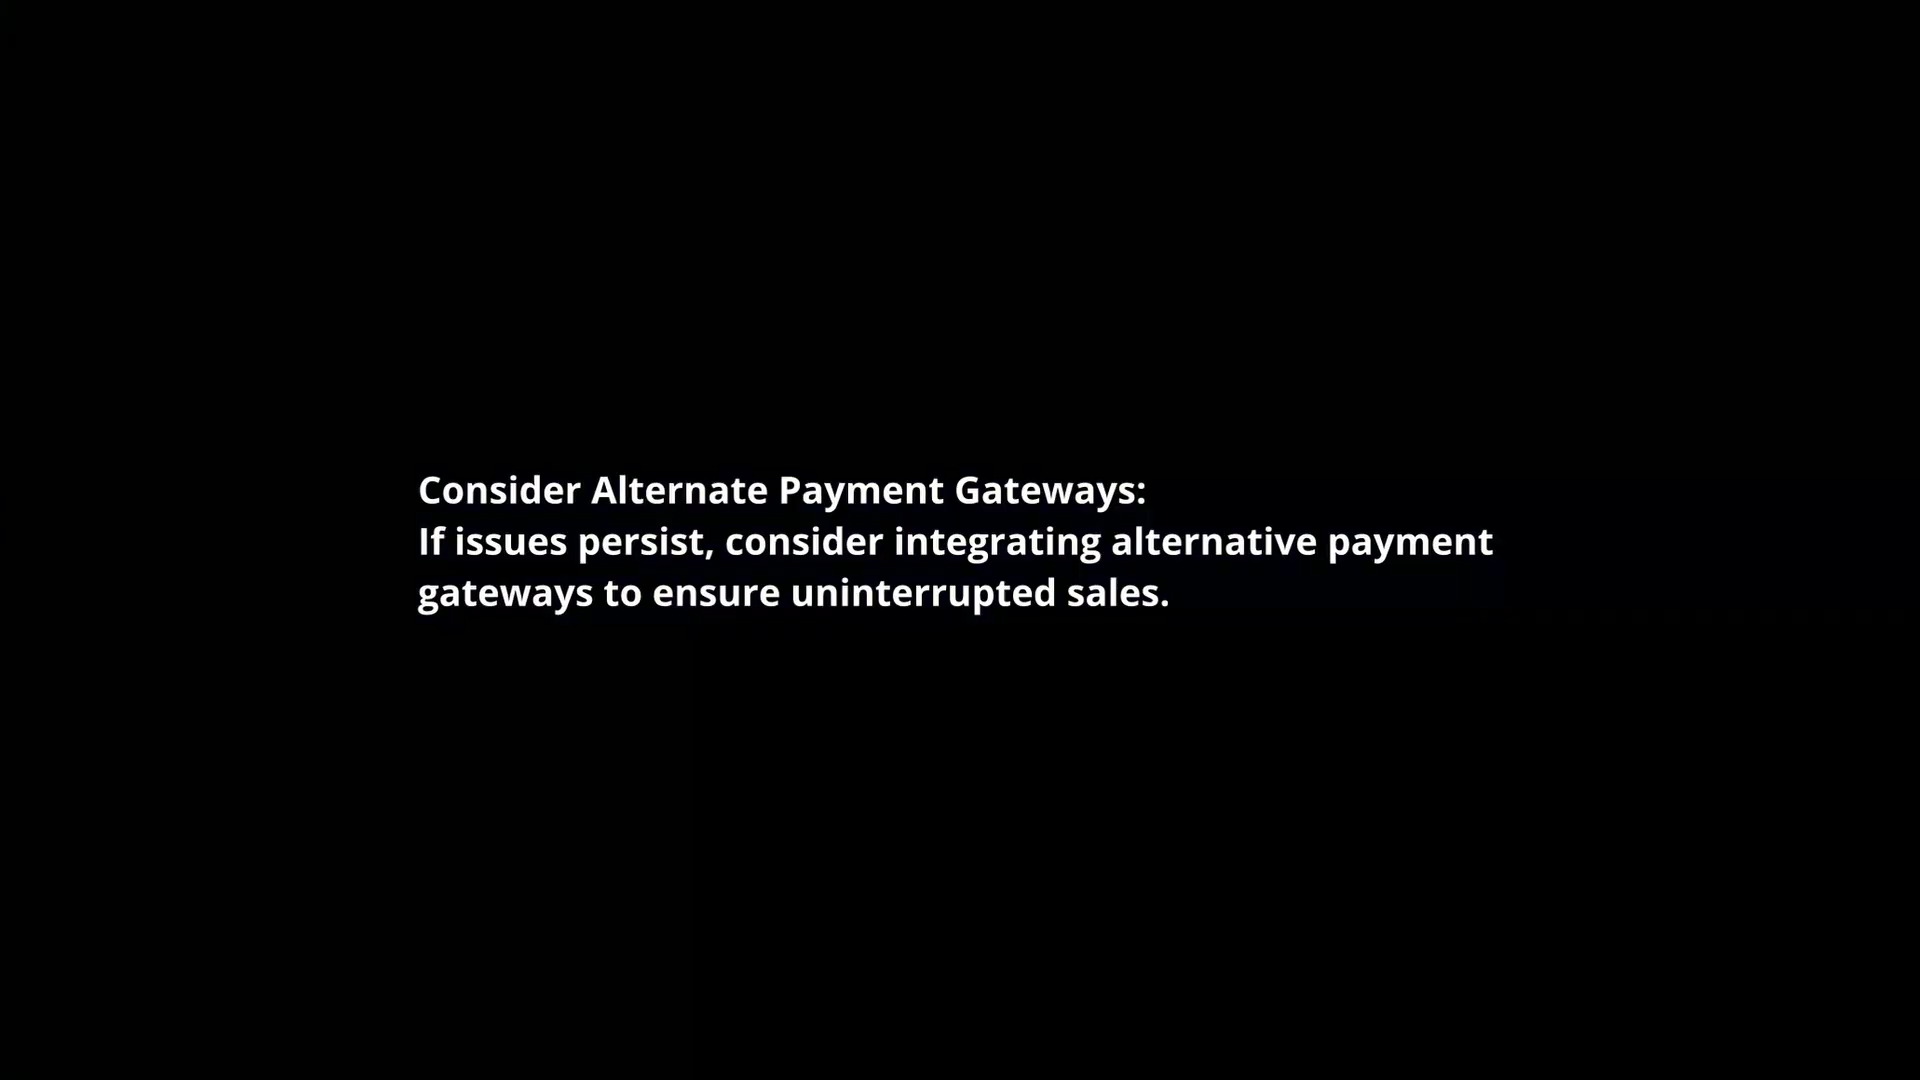 Consider Alternate Payment Gateways:
If issues persist, consider integrating alternative payment
gateways to ensure uninterrupted sales.